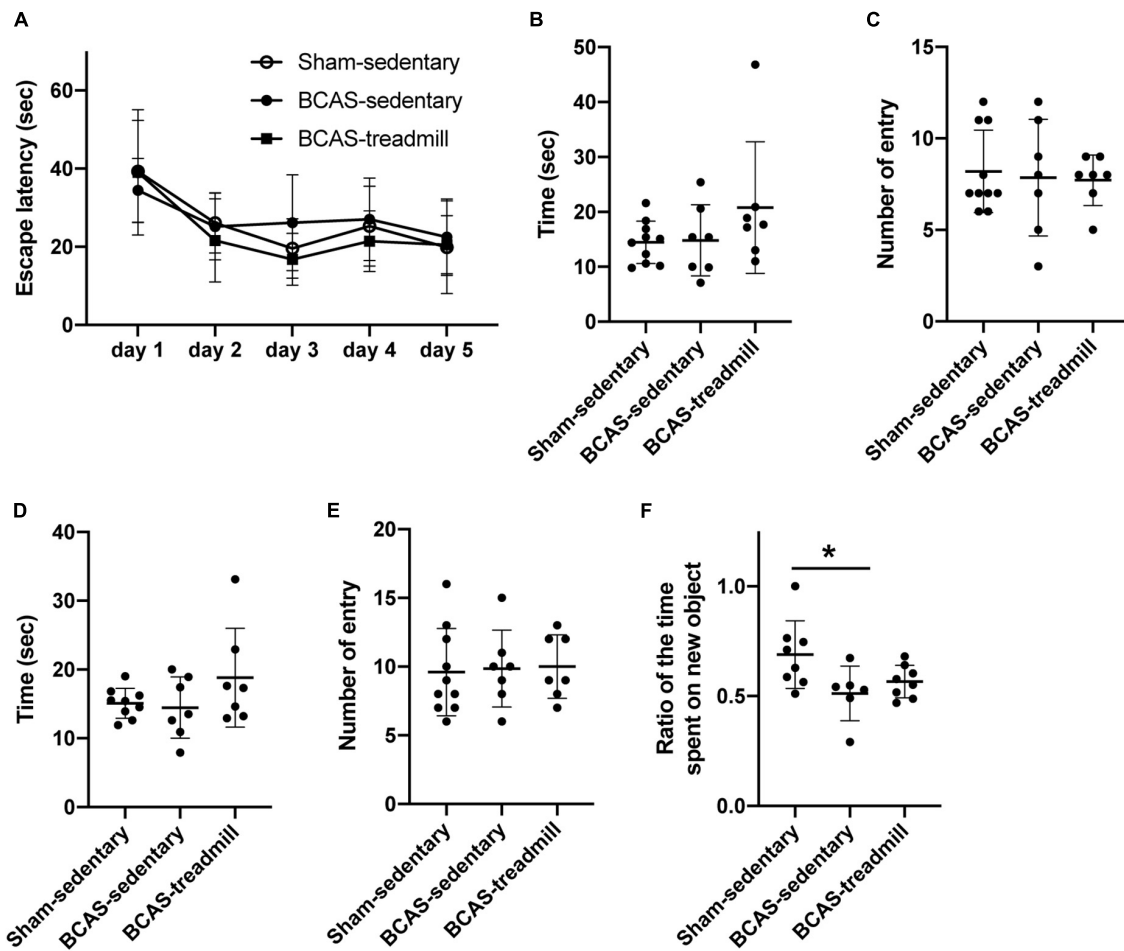 A
Escape latency (sec)
60
40
20
0
Sham-sedentary
BCAS-sedentary
BCAS-treadmill
day 1 day 2 day 3 day 4 day 5
B
Time (sec)
50
40
30
20
10
0
Sham-sedentary
BCAS-sedentary
BCAS-treadmill
C
Number of entry
15
10
5
0
Sham-sedentary
BCAS-sedentary
BCAS-treadmill
D
Time (sec)
40
30
20
10
0
Sham-sedentary
BCAS-sedentary
BCAS-treadmill
E
Number of entry
20
15
10
5
0
Sham-sedentary
BCAS-sedentary
BCAS-treadmill
F
Ratio of the time
spent on new object
1.0
0.5
0.0
*
Sham-sedentary
BCAS-sedentary
BCAS-treadmill